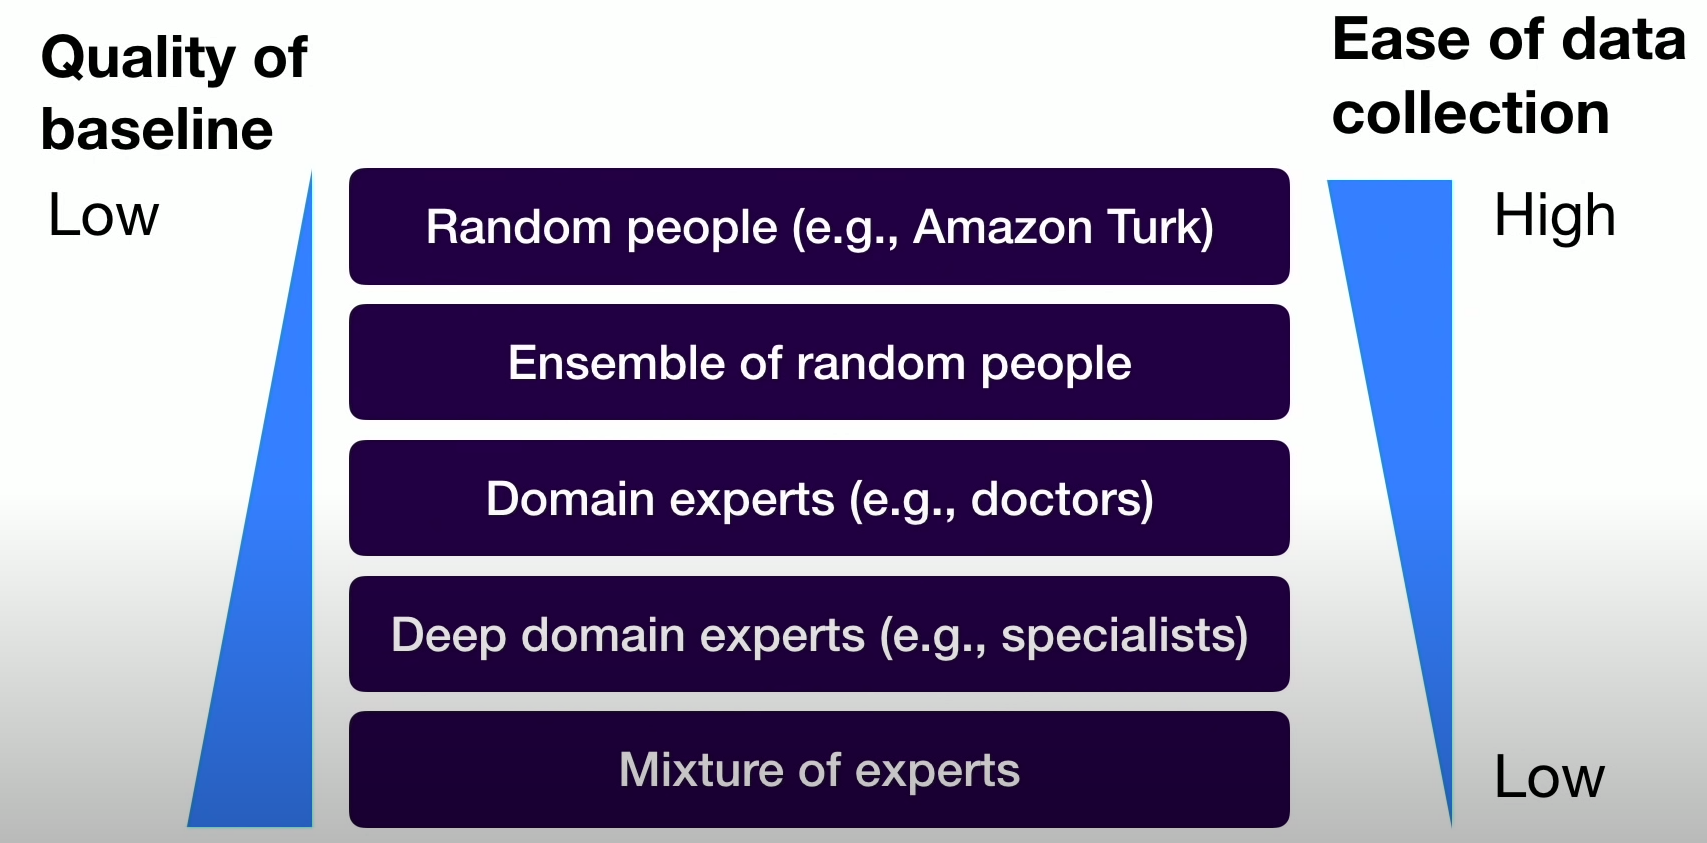 Quality of
baseline
Ease of data
collection
Low
High
Random people (e.g., Amazon Turk)
Ensemble of random people
Domain experts (e.g., doctors)
Deep domain experts (e.g., specialists)
Mixture of experts
Low